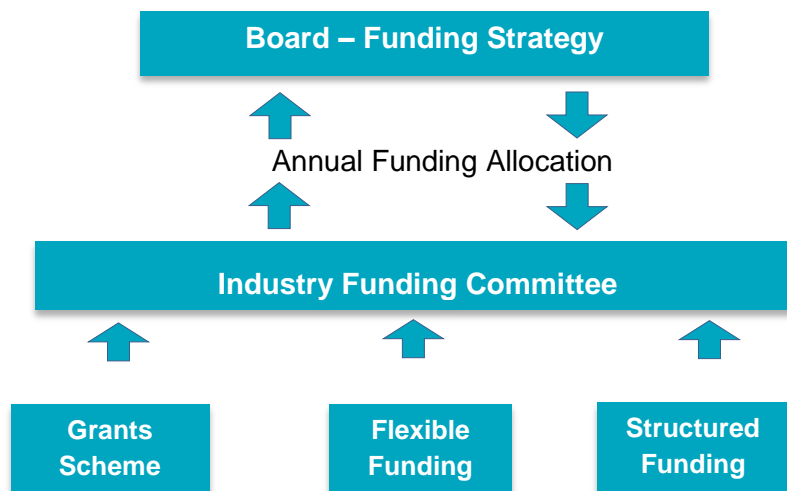 Board – Funding Strategy
Annual Funding Allocation
Industry Funding Committee
Grants
Scheme
Flexible
Funding
Structured
Funding